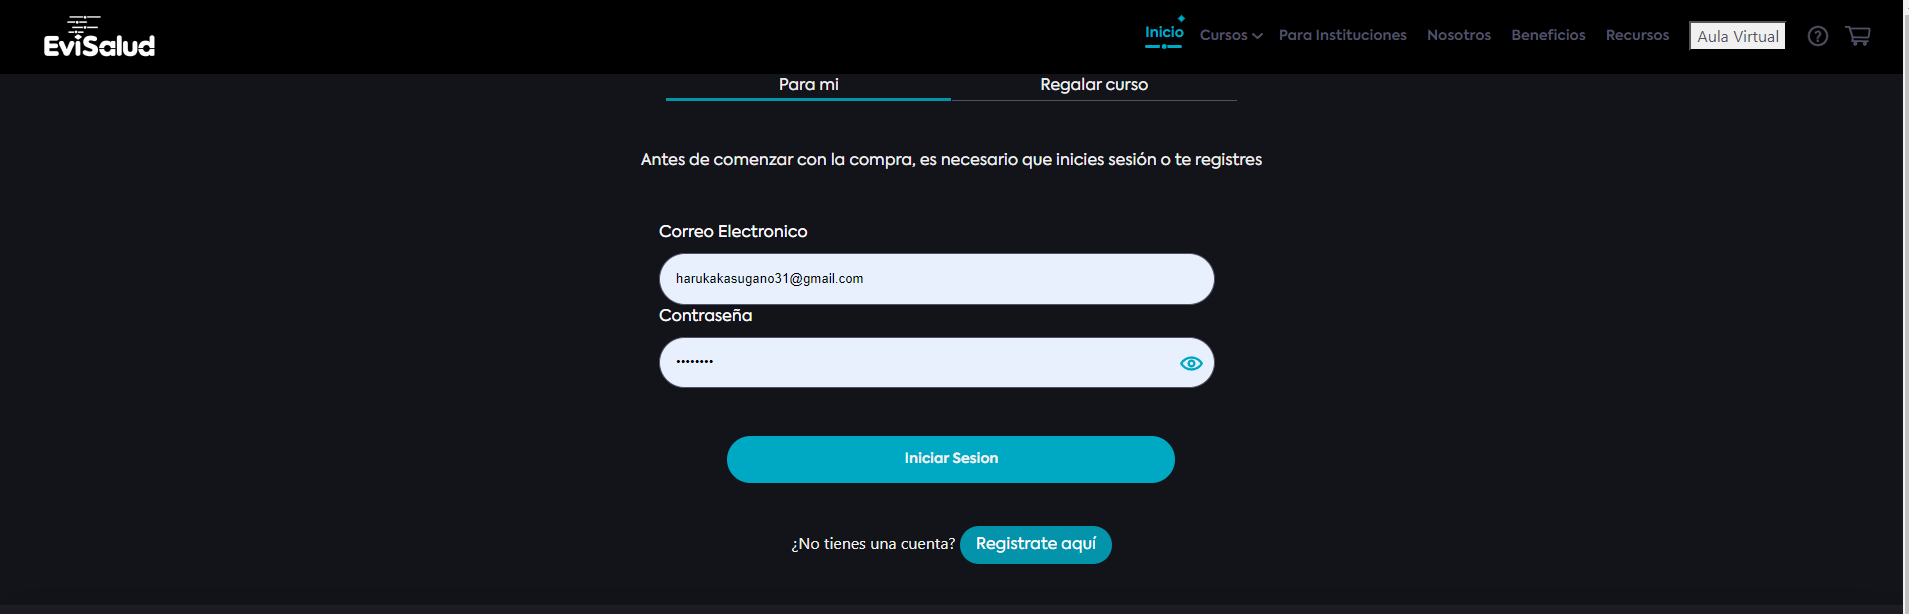 EviSalud
Inicio Cursos Para Instituciones Nosotros Beneficios Recursos Aula Virtual ?
Para mi Regalar curso
Antes de comenzar con la compra, es necesario que inicies sesión o te registres
Correo Electronico
harukakasugano31@gmail.com
Contraseña
••••••••
Iniciar Sesion
¿No tienes una cuenta? Registrate aquí